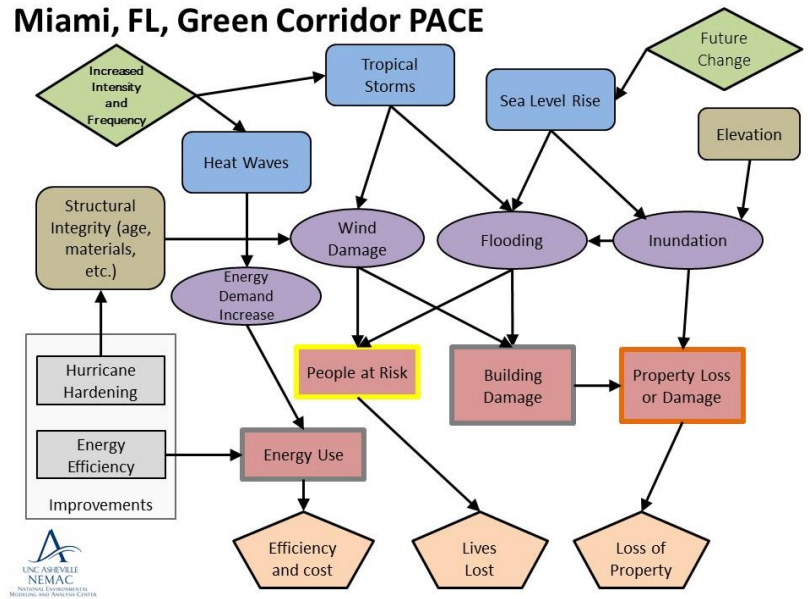 Miami, FL, Green Corridor PACE
Increased
Intensity
and
Frequency
Tropical
Storms
Future
Change
Sea Level Rise
Elevation
Heat Waves
Structural
Integrity (age,
materials,
etc.)
Wind
Damage
Flooding
Inundation
Energy
Demand
Increase
Hurricane
Hardening
People at Risk
Building
Damage
Property Loss
or Damage
Energy
Efficiency
Energy Use
Improvements
Efficiency
and cost
Lives
Lost
Loss of
Property
UNC ASHEVILLE
NEMAC
NATIONAL ENVIRONMENTAL
MODELING AND ANALYSIS CENTER